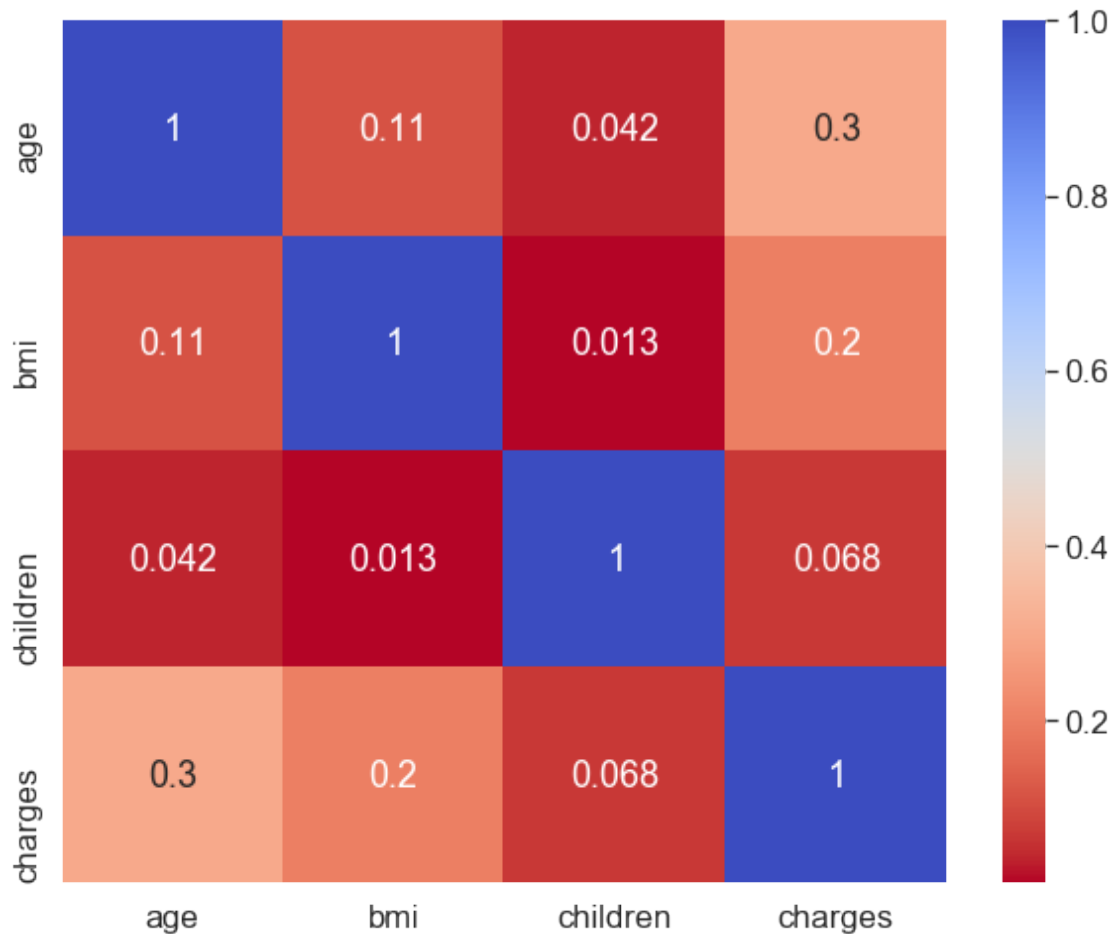 age 1 0.11 0.042 0.3
bmi 0.11 1 0.013 0.2
children 0.042 0.013 1 0.068
charges 0.3 0.2 0.068 1
age bmi children charges
1.0
0.8
0.6
0.4
0.2